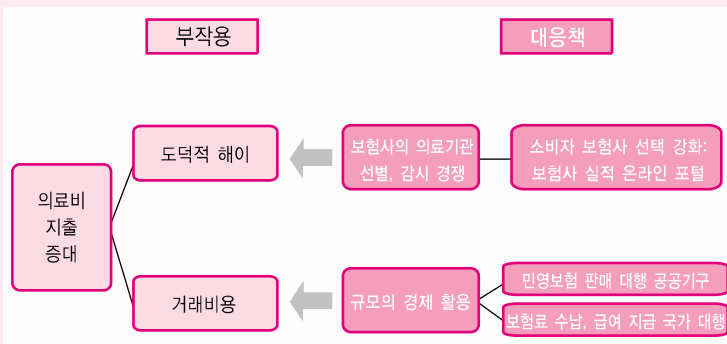 부작용
대응책
도덕적 해이
보험사의 의료기관
선별, 감시 경쟁
소비자 보험사 선택 강화:
보험사 실적 온라인 포털
의료비
지출
증대
거래비용
규모의 경제 활용
민영보험 판매 대행 공공기구
보험료 수납, 급여 지금 국가 대행